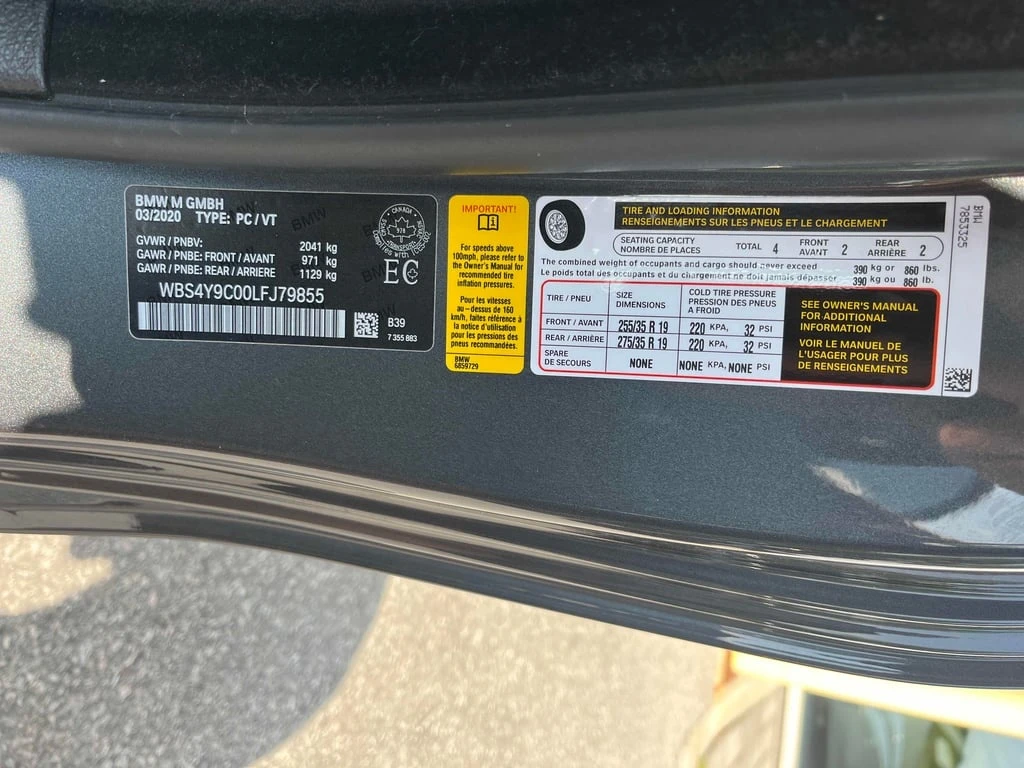 BMW M GMBH
03/2020 TYPE: PC / VT
GVWR / PNBV: 2041 kg
GAWR / PNBE: FRONT / AVANT 971 kg
GAWR / PNBE: REAR / ARRIERE 1129 kg
WBS4Y9C00LFJ79855
B39
7 355 883
CANADA
978
TRANSPORT
EC
BMW
IMPORTANT!
For speeds above
100mph, please refer to
the Owner's Manual for
recommended tire
inflation pressures.
Pour les vitesses
au-dessus de 160
km/h, faites référence à
la notice d'utilisation
pour les pressions des
pneus recommandées.
BMW
6859729
TIRE AND LOADING INFORMATION
RENSEIGNEMENTS SUR LES PNEUS ET LE CHARGEMENT
SEATING CAPACITY
NOMBRE DE PLACES
TOTAL 4
FRONT
AVANT 2
REAR
ARRIÈRE 2
The combined weight of occupants and cargo should never exceed 390 kg or 860 lbs.
Le poids total des occupants et du chargement ne doit jamais dépasser 390 kg ou 860 lb.
TIRE / PNEU
SIZE
DIMENSIONS
COLD TIRE PRESSURE
PRESSION DES PNEUS
A FROID
FRONT / AVANT 255/35 R 19 220 KPA, 32 PSI
REAR / ARRIÈRE 275/35 R 19 220 KPA, 32 PSI
SPARE
DE SECOURS
NONE NONE KPA, NONE PSI
SEE OWNER'S MANUAL
FOR ADDITIONAL
INFORMATION
VOIR LE MANUEL DE
L'USAGER POUR PLUS
DE RENSEIGNEMENTS
BMW
7853325